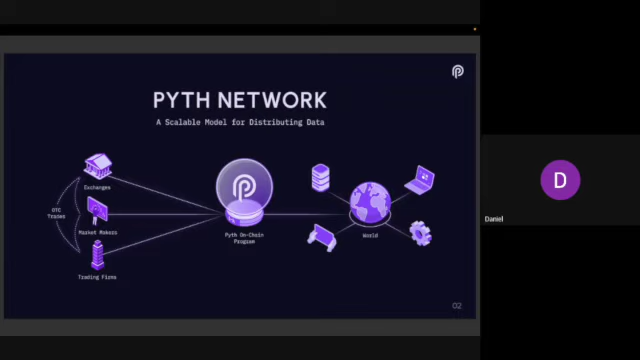 PYTH NETWORK
A Scalable Model for Distributing Data
Exchanges
OTC
Trades
Market Makers
Trading Firms
Pyth On-Chain
Program
World
02
D
Daniel